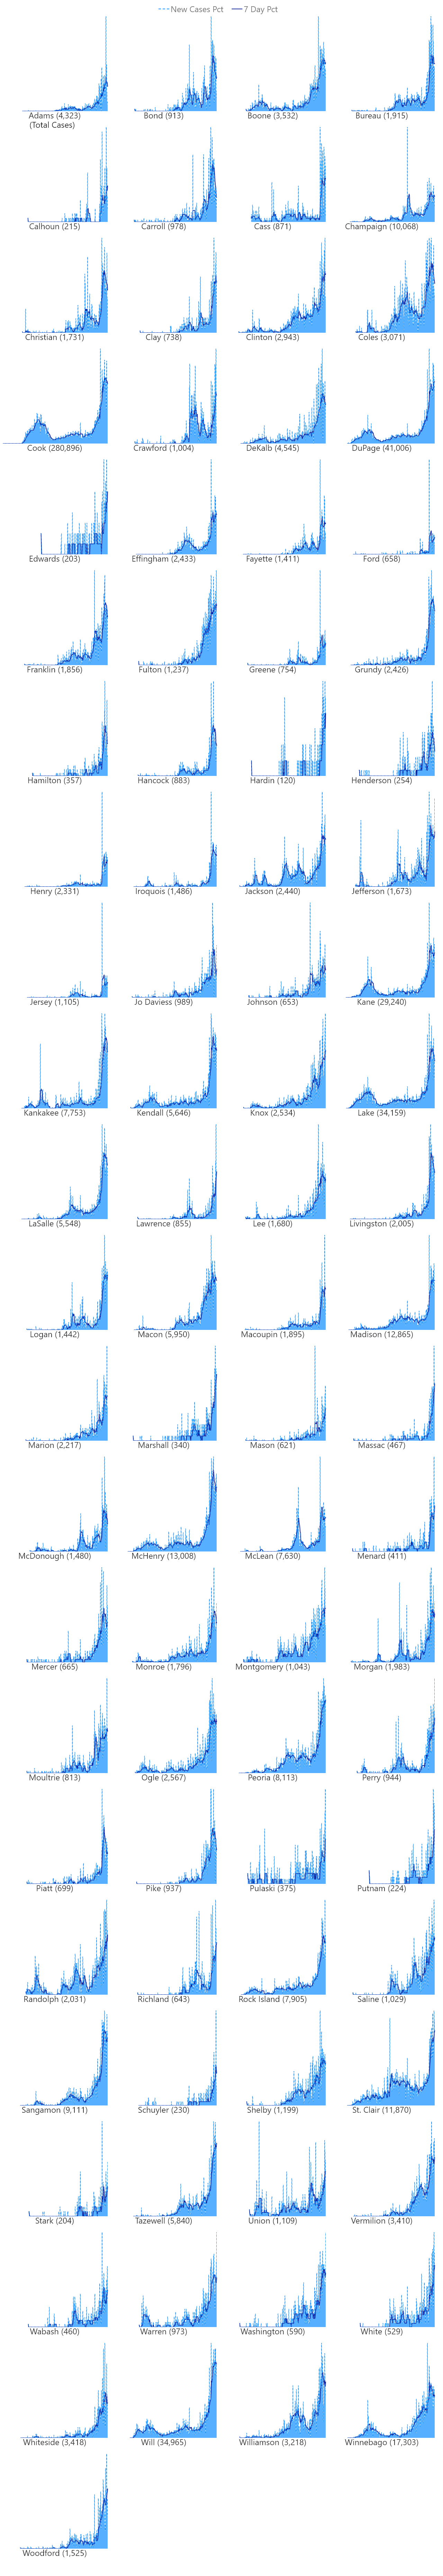 New Cases Pct 7 Day Pct
Adams (4,323) Bond (913) Boone (3,532) Bureau (1,915)
(Total Cases)
Calhoun (215) Carroll (978) Cass (871) Champaign (10,068)
Christian (1,731) Clay (738) Clinton (2,943) Coles (3,071)
Cook (280,896) Crawford (1,004) DeKalb (4,545) DuPage (41,006)
Edwards (203) Effingham (2,433) Fayette (1,411) Ford (658)
Franklin (1,856) Fulton (1,237) Greene (754) Grundy (2,426)
Hamilton (357) Hancock (883) Hardin (120) Henderson (254)
Henry (2,331) Iroquois (1,486) Jackson (2,440) Jefferson (1,673)
Jersey (1,105) Jo Daviess (989) Johnson (653) Kane (29,240)
Kankakee (7,753) Kendall (5,646) Knox (2,534) Lake (34,159)
LaSalle (5,548) Lawrence (855) Lee (1,680) Livingston (2,005)
Logan (1,442) Macon (5,950) Macoupin (1,895) Madison (12,865)
Marion (2,217) Marshall (340) Mason (621) Massac (467)
McDonough (1,480) McHenry (13,008) McLean (7,630) Menard (411)
Mercer (665) Monroe (1,796) Montgomery (1,043) Morgan (1,983)
Moultrie (813) Ogle (2,567) Peoria (8,113) Perry (944)
Piatt (699) Pike (937) Pulaski (375) Putnam (224)
Randolph (2,031) Richland (643) Rock Island (7,905) Saline (1,029)
Sangamon (9,111) Schuyler (230) Shelby (1,199) St. Clair (11,870)
Stark (204) Tazewell (5,840) Union (1,109) Vermilion (3,410)
Wabash (460) Warren (973) Washington (590) White (529)
Whiteside (3,418) Will (34,965) Williamson (3,218) Winnebago (17,303)
Woodford (1,525)